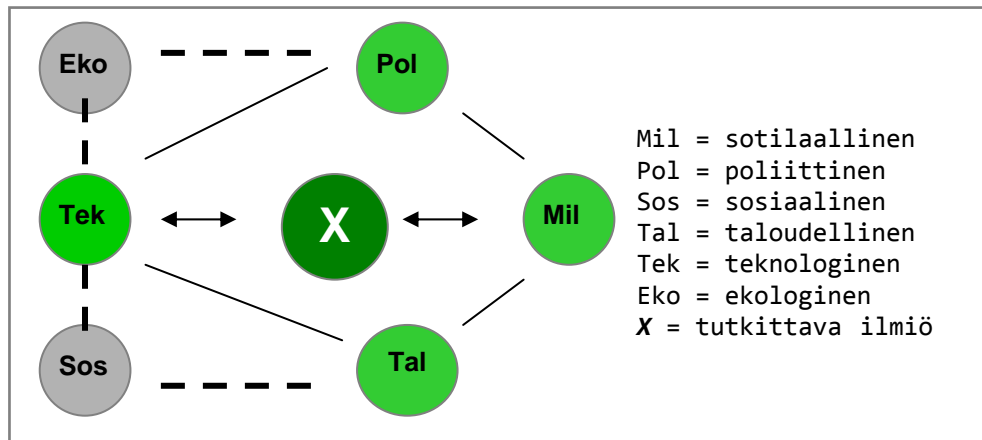 Eko
Pol
Tek
X
Mil
Sos
Tal
Mil = sotilaallinen
Pol = poliittinen
Sos = sosiaalinen
Tal = taloudellinen
Tek = teknologinen
Eko = ekologinen
X = tutkittava ilmiö